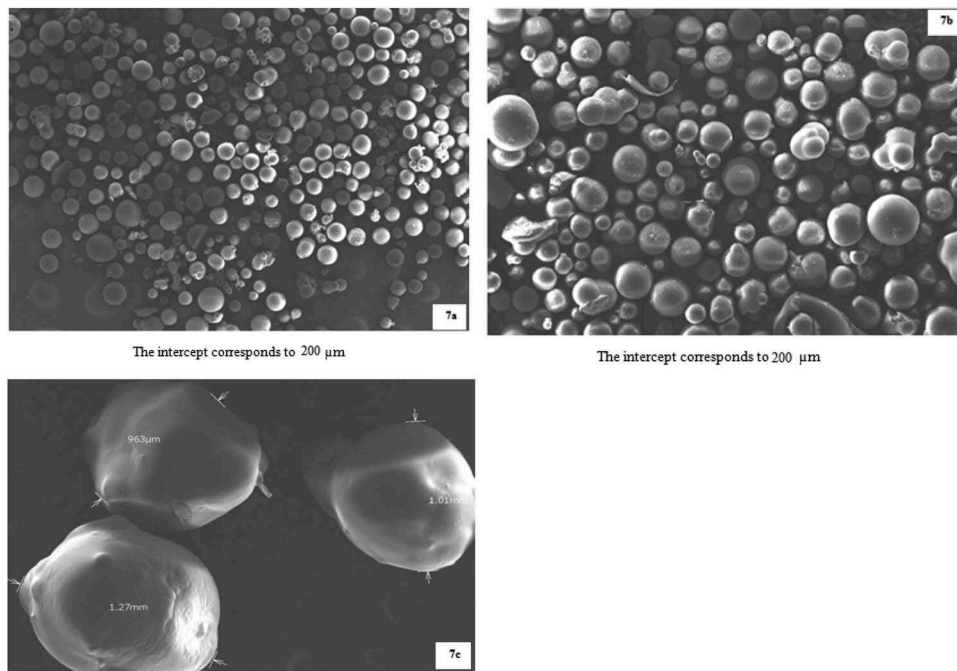 7a
7b
The intercept corresponds to 200 µm
The intercept corresponds to 200 µm
963µm
1.01m
1.27mm
7c